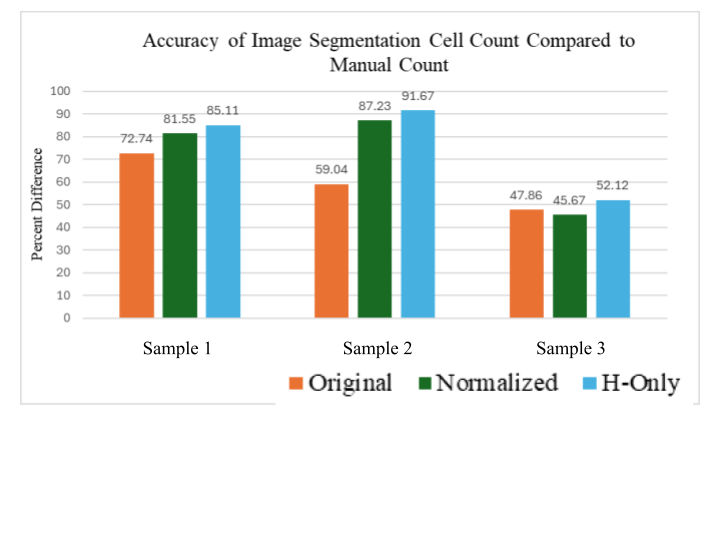 Accuracy of Image Segmentation Cell Count Compared to
Manual Count
Percent Difference
100
90
80
70
60
50
40
30
20
10
0
72.74
81.55
85.11
59.04
87.23
91.67
47.86
45.67
52.12
Sample 1
Sample 2
Sample 3
Original
Normalized
H-Only